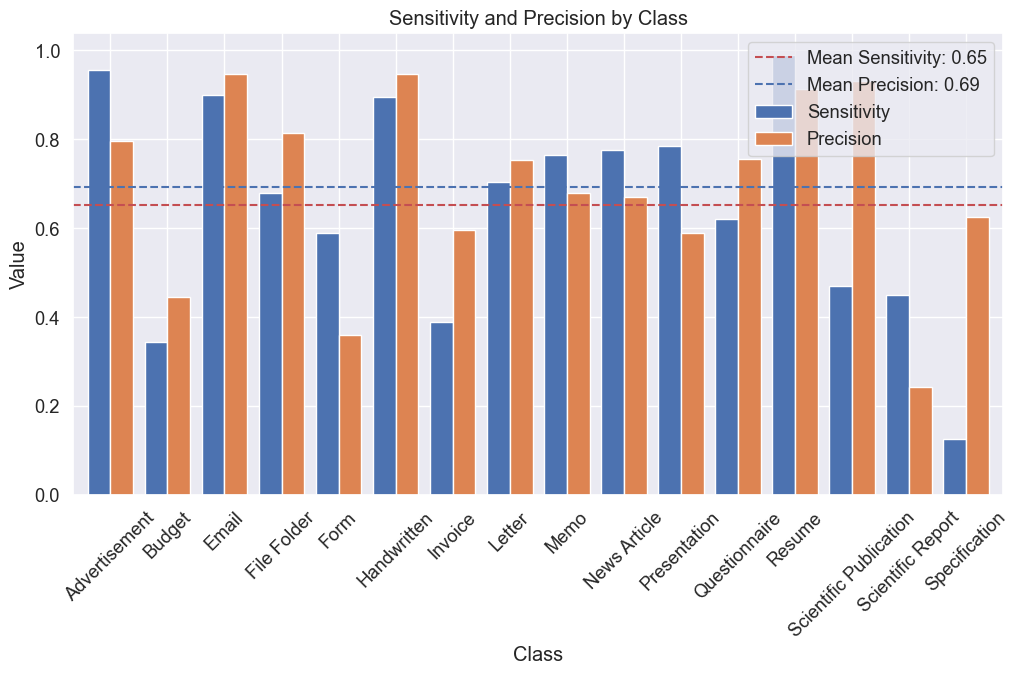 Sensitivity and Precision by Class
1.0
0.8
0.6
0.4
0.2
0.0
Value
Mean Sensitivity: 0.65
Mean Precision: 0.69
Sensitivity
Precision
Advertisement
Budget
Email
File Folder
Form
Handwritten
Invoice
Letter
Memo
News Article
Presentation
Questionnaire
Resume
Scientific Publication
Scientific Report
Specification
Class